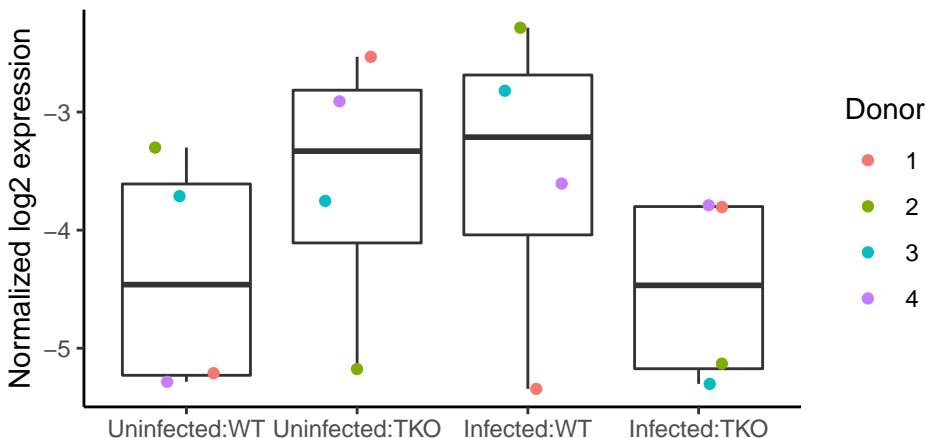 Normalized log2 expression
−3
−4
−5
Uninfected:WT
Uninfected:TKO
Infected:WT
Infected:TKO
Donor
1
2
3
4